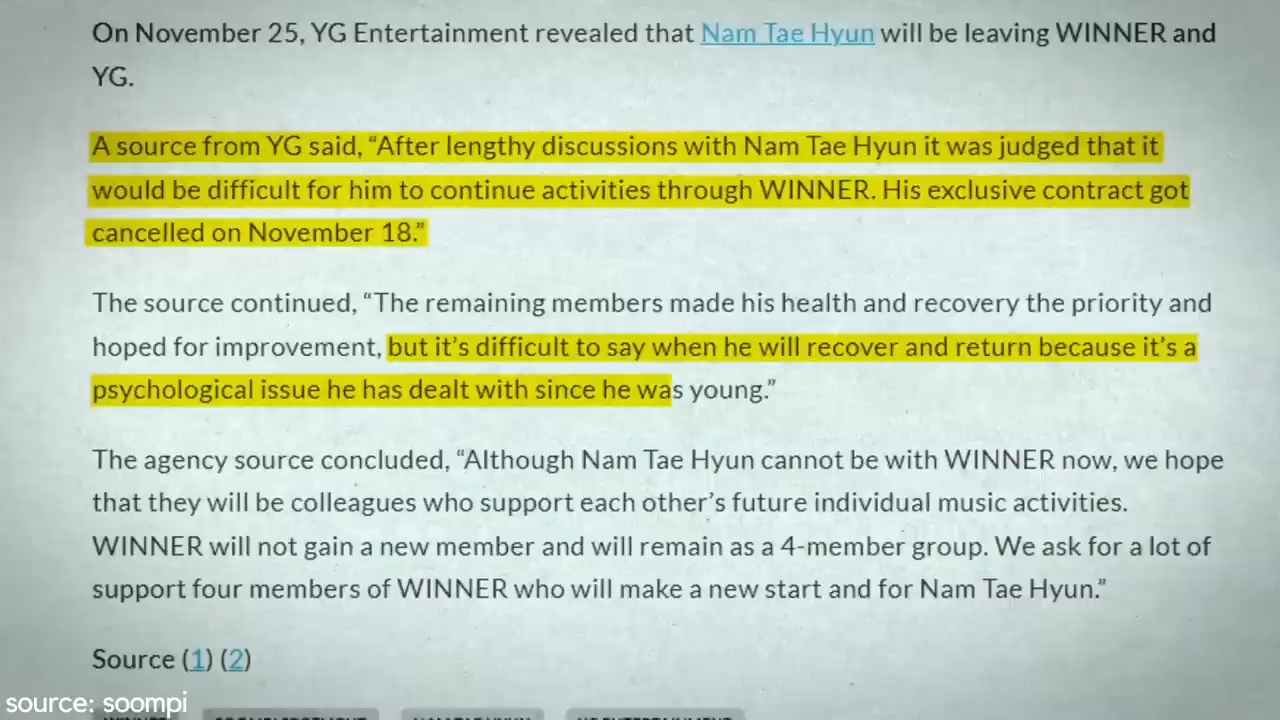 On November 25, YG Entertainment revealed that Nam Tae Hyun will be leaving WINNER and
YG.
A source from YG said, “After lengthy discussions with Nam Tae Hyun it was judged that it
would be difficult for him to continue activities through WINNER. His exclusive contract got
cancelled on November 18.”
The source continued, “The remaining members made his health and recovery the priority and
hoped for improvement, but it’s difficult to say when he will recover and return because it’s a
psychological issue he has dealt with since he was young.”
The agency source concluded, “Although Nam Tae Hyun cannot be with WINNER now, we hope
that they will be colleagues who support each other’s future individual music activities.
WINNER will not gain a new member and will remain as a 4-member group. We ask for a lot of
support four members of WINNER who will make a new start and for Nam Tae Hyun.”
Source (1) (2)
source: soompi